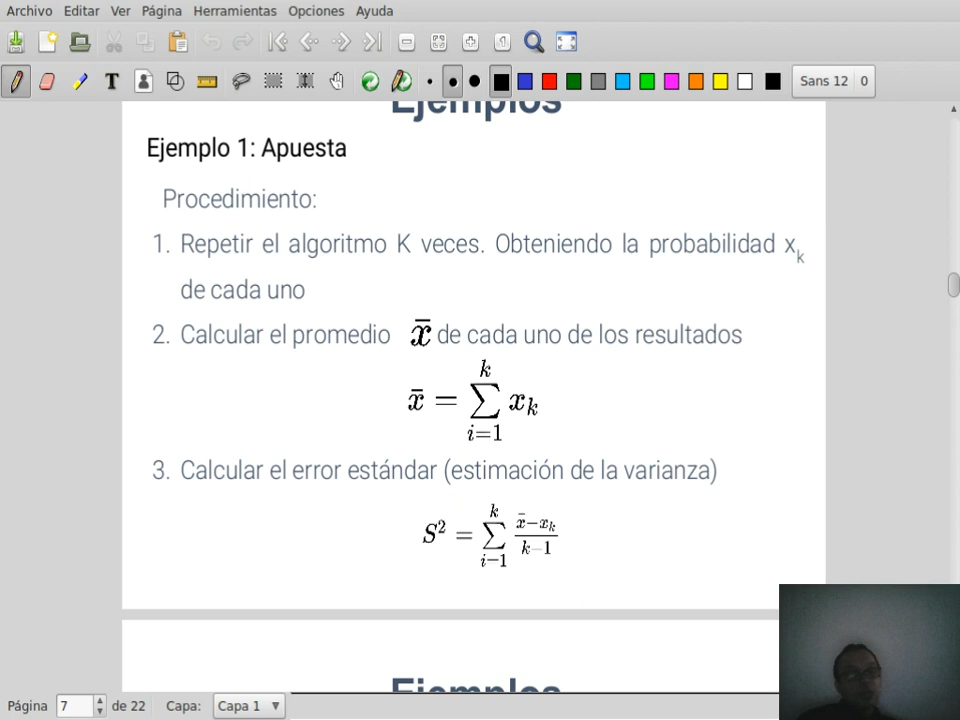 Archivo Editar Ver Página Herramientas Opciones Ayuda
T Sans 12 0
Ejemplos
Ejemplo 1: Apuesta
Procedimiento:
1. Repetir el algoritmo K veces. Obteniendo la probabilidad x_k
de cada uno
2. Calcular el promedio x̄ de cada uno de los resultados
x̄ = ∑_{i=1}^{k} x_k
3. Calcular el error estándar (estimación de la varianza)
S² = ∑_{i=1}^{k} (x̄ − x_k)/(k−1)
Ejemplos
Página 7 de 22 Capa: Capa 1